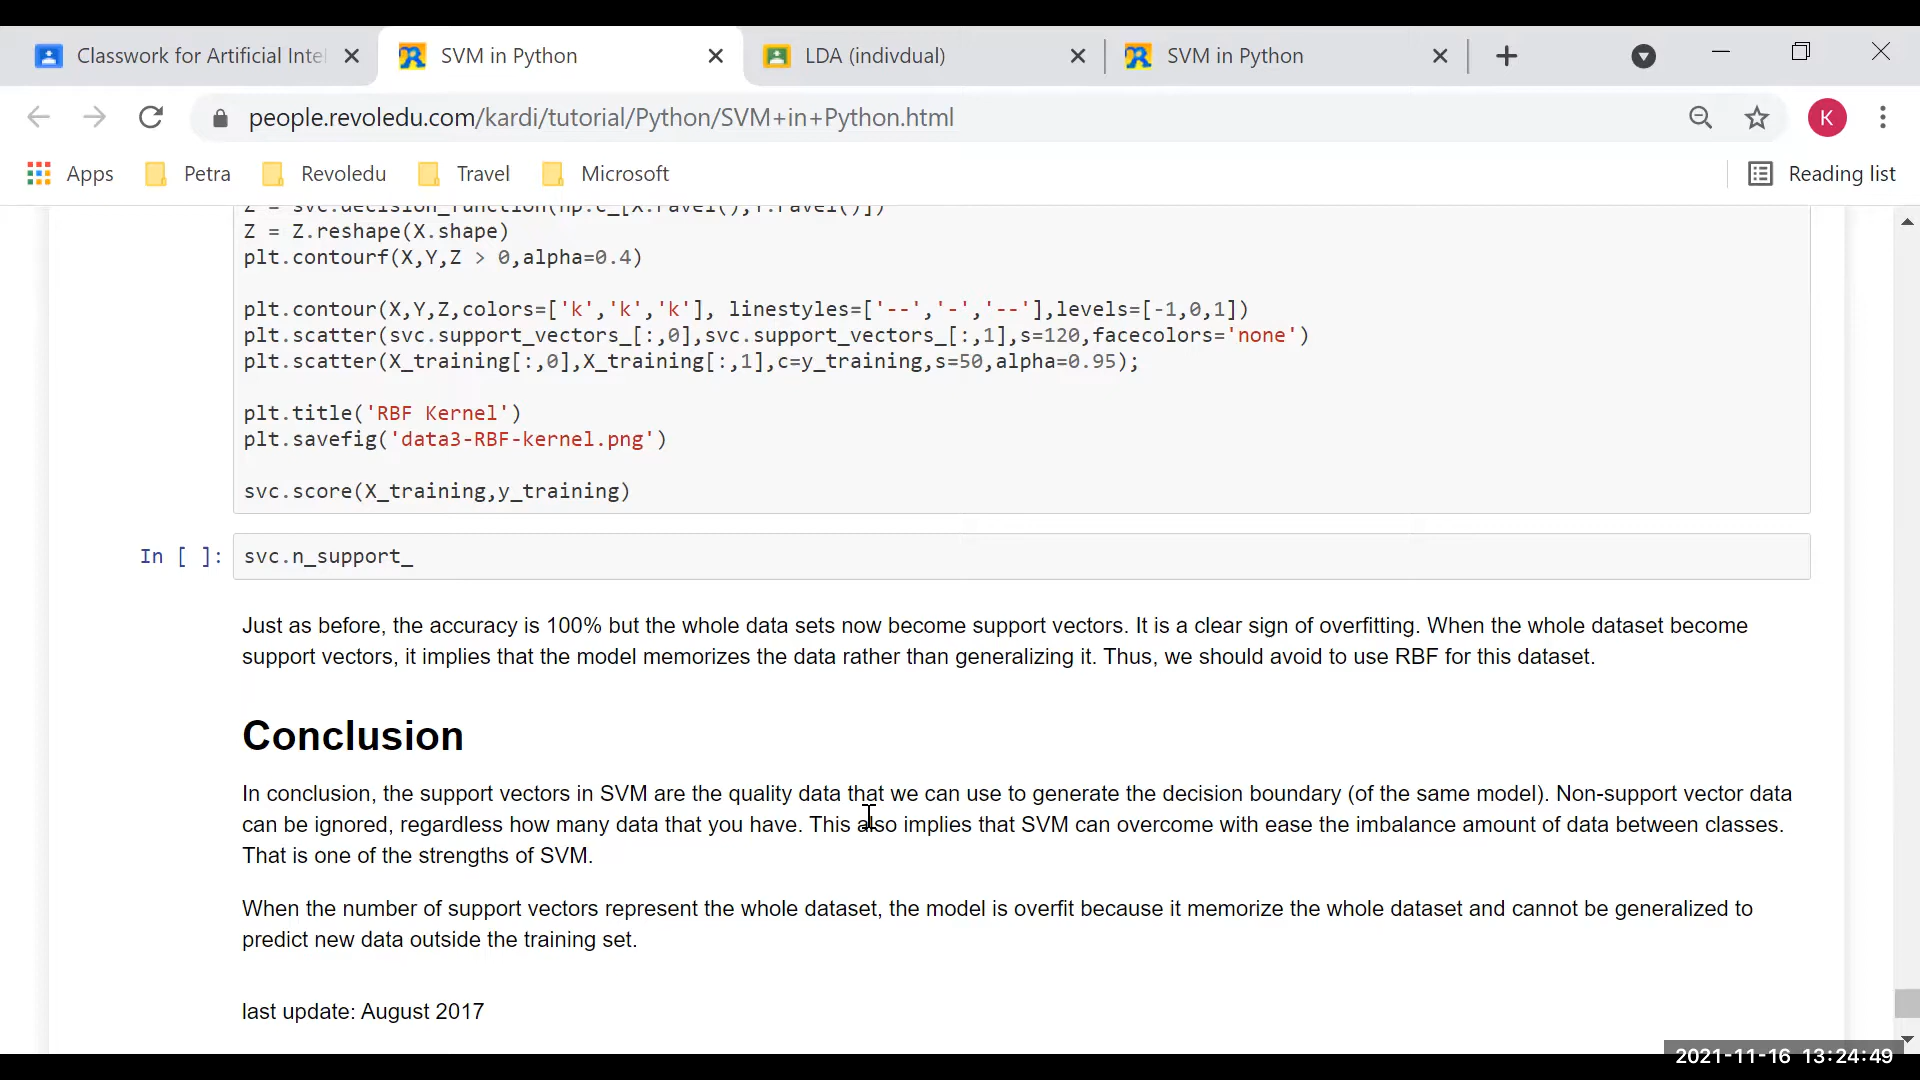 Classwork for Artificial Intel
SVM in Python
LDA (indivdual)
SVM in Python
people.revoledu.com/kardi/tutorial/Python/SVM+in+Python.html
K
Apps
Petra
Revoledu
Travel
Microsoft
Reading list
Z = svc.decision_function(np.c_[X.ravel(),Y.ravel()])
Z = Z.reshape(X.shape)
plt.contourf(X,Y,Z > 0,alpha=0.4)
plt.contour(X,Y,Z,colors=['k','k','k'], linestyles=['--','-','--'],levels=[-1,0,1])
plt.scatter(svc.support_vectors_[:,0],svc.support_vectors_[:,1],s=120,facecolors='none')
plt.scatter(X_training[:,0],X_training[:,1],c=y_training,s=50,alpha=0.95);
plt.title('RBF Kernel')
plt.savefig('data3-RBF-kernel.png')
svc.score(X_training,y_training)
In [ ]: svc.n_support_
Just as before, the accuracy is 100% but the whole data sets now become support vectors. It is a clear sign of overfitting. When the whole dataset become
support vectors, it implies that the model memorizes the data rather than generalizing it. Thus, we should avoid to use RBF for this dataset.
Conclusion
In conclusion, the support vectors in SVM are the quality data that we can use to generate the decision boundary (of the same model). Non-support vector data
can be ignored, regardless how many data that you have. This also implies that SVM can overcome with ease the imbalance amount of data between classes.
That is one of the strengths of SVM.
When the number of support vectors represent the whole dataset, the model is overfit because it memorize the whole dataset and cannot be generalized to
predict new data outside the training set.
last update: August 2017
2021-11-16 13:24:49